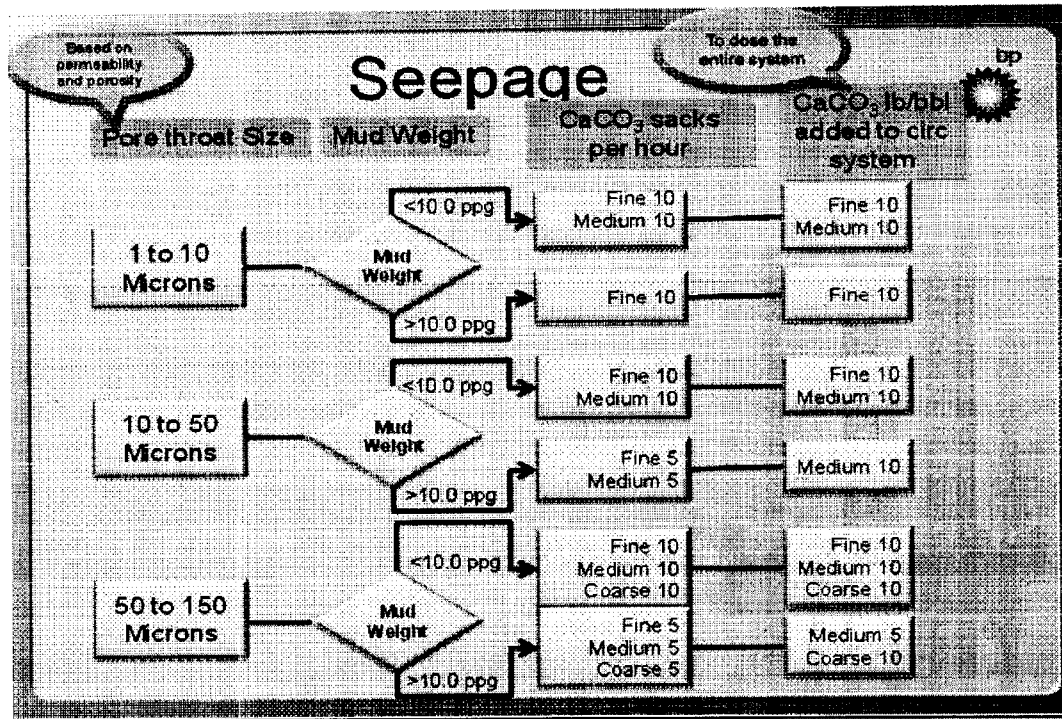 Based on
permeability
and porosity
To dose the
entire system
bp
Seepage
Pore throat Size
Mud Weight
CaCO3 sacks
per hour
CaCO3 lb/bbl
added to circ
system
1 to 10
Microns
Mud
Weight
<10.0 ppg
>10.0 ppg
Fine 10
Medium 10
Fine 10
Medium 10
Fine 10
Fine 10
10 to 50
Microns
Mud
Weight
<10.0 ppg
>10.0 ppg
Fine 10
Medium 10
Fine 10
Medium 10
Fine 5
Medium 5
Medium 10
50 to 150
Microns
Mud
Weight
<10.0 ppg
>10.0 ppg
Fine 10
Medium 10
Coarse 10
Fine 10
Medium 10
Coarse 10
Fine 5
Medium 5
Coarse 5
Medium 5
Coarse 10